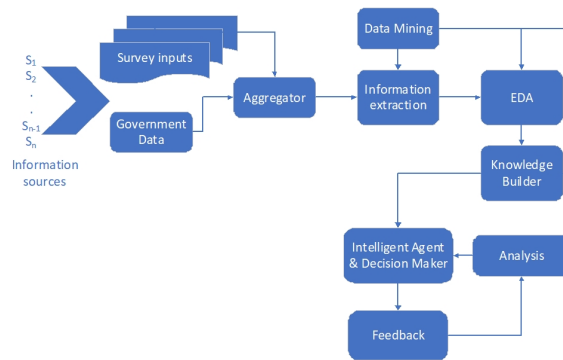 S1
S2
.
.
Sn-1
Sn
Information
sources
Survey inputs
Government
Data
Aggregator
Data Mining
Information
extraction
EDA
Knowledge
Builder
Intelligent Agent
& Decision Maker
Analysis
Feedback